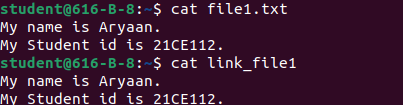 student@616-B-8:~$ cat file1.txt
My name is Aryaan.
My Student id is 21CE112.
student@616-B-8:~$ cat link_file1
My name is Aryaan.
My Student id is 21CE112.